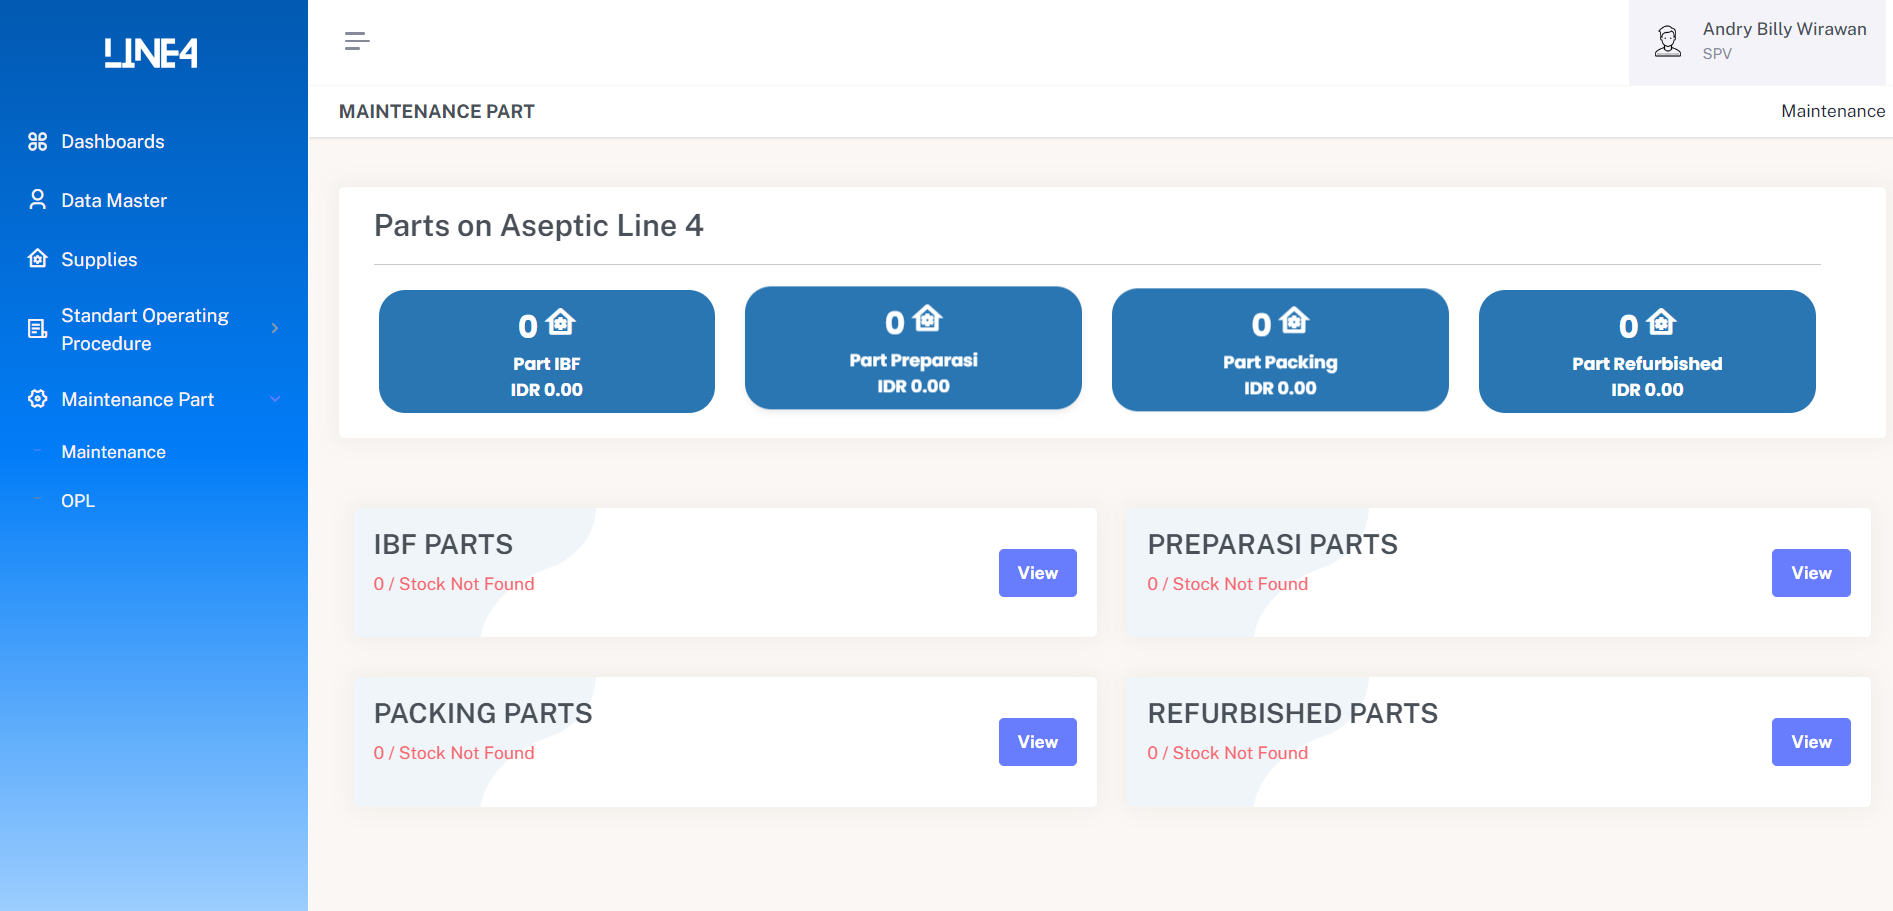 LINE4
Dashboards
Data Master
Supplies
Standart Operating
Procedure
Maintenance Part
Maintenance
OPL
Andry Billy Wirawan
SPV
MAINTENANCE PART
Maintenance
Parts on Aseptic Line 4
0
Part IBF
IDR 0.00
0
Part Preparasi
IDR 0.00
0
Part Packing
IDR 0.00
0
Part Refurbished
IDR 0.00
IBF PARTS
0 / Stock Not Found
View
PREPARASI PARTS
0 / Stock Not Found
View
PACKING PARTS
0 / Stock Not Found
View
REFURBISHED PARTS
0 / Stock Not Found
View